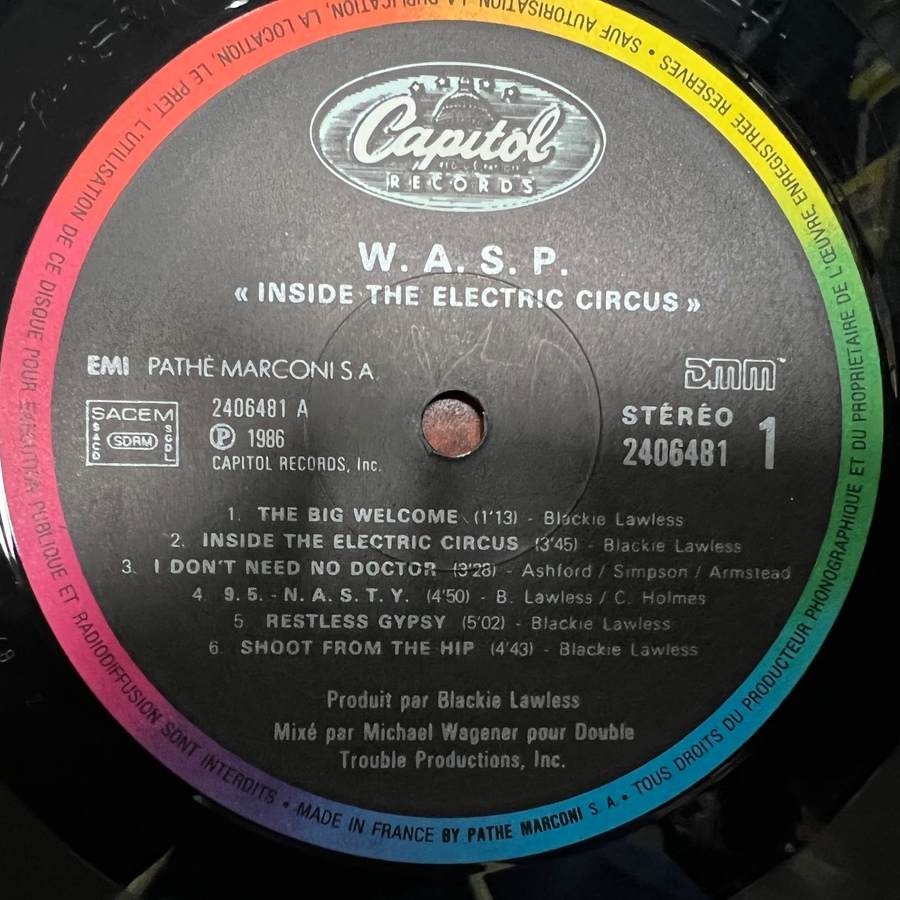 Capitol
RECORDS
W. A. S. P.
« INSIDE THE ELECTRIC CIRCUS »
EMI PATHÉ MARCONI S.A.
DMM™
SACEM
SACD SDRM SGDL
2406481 A
Ⓟ 1986
CAPITOL RECORDS, Inc.
STÉRÉO
2406481 1
1. THE BIG WELCOME (1'13) - Blackie Lawless
2. INSIDE THE ELECTRIC CIRCUS (3'45) - Blackie Lawless
3. I DON'T NEED NO DOCTOR (3'28) - Ashford / Simpson / Armstead
4. 9. 5. - N. A. S. T. Y. (4'50) - B. Lawless / C. Holmes
5. RESTLESS GYPSY (5'02) - Blackie Lawless
6. SHOOT FROM THE HIP (4'43) - Blackie Lawless
Produit par Blackie Lawless
Mixé par Michael Wagener pour Double
Trouble Productions, Inc.
• MADE IN FRANCE BY PATHE MARCONI S. A. • TOUS DROITS DU PRODUCTEUR PHONOGRAPHIQUE ET DU PROPRIETAIRE DE L'ŒUVRE, ENREGISTREE RESERVES • SAUF AUTORISATION, LA DUPLICATION, LA LOCATION, LE PRET, L'UTILISATION DE CE DISQUE POUR EXECUTION PUBLIQUE ET RADIODIFFUSION SONT INTERDITS